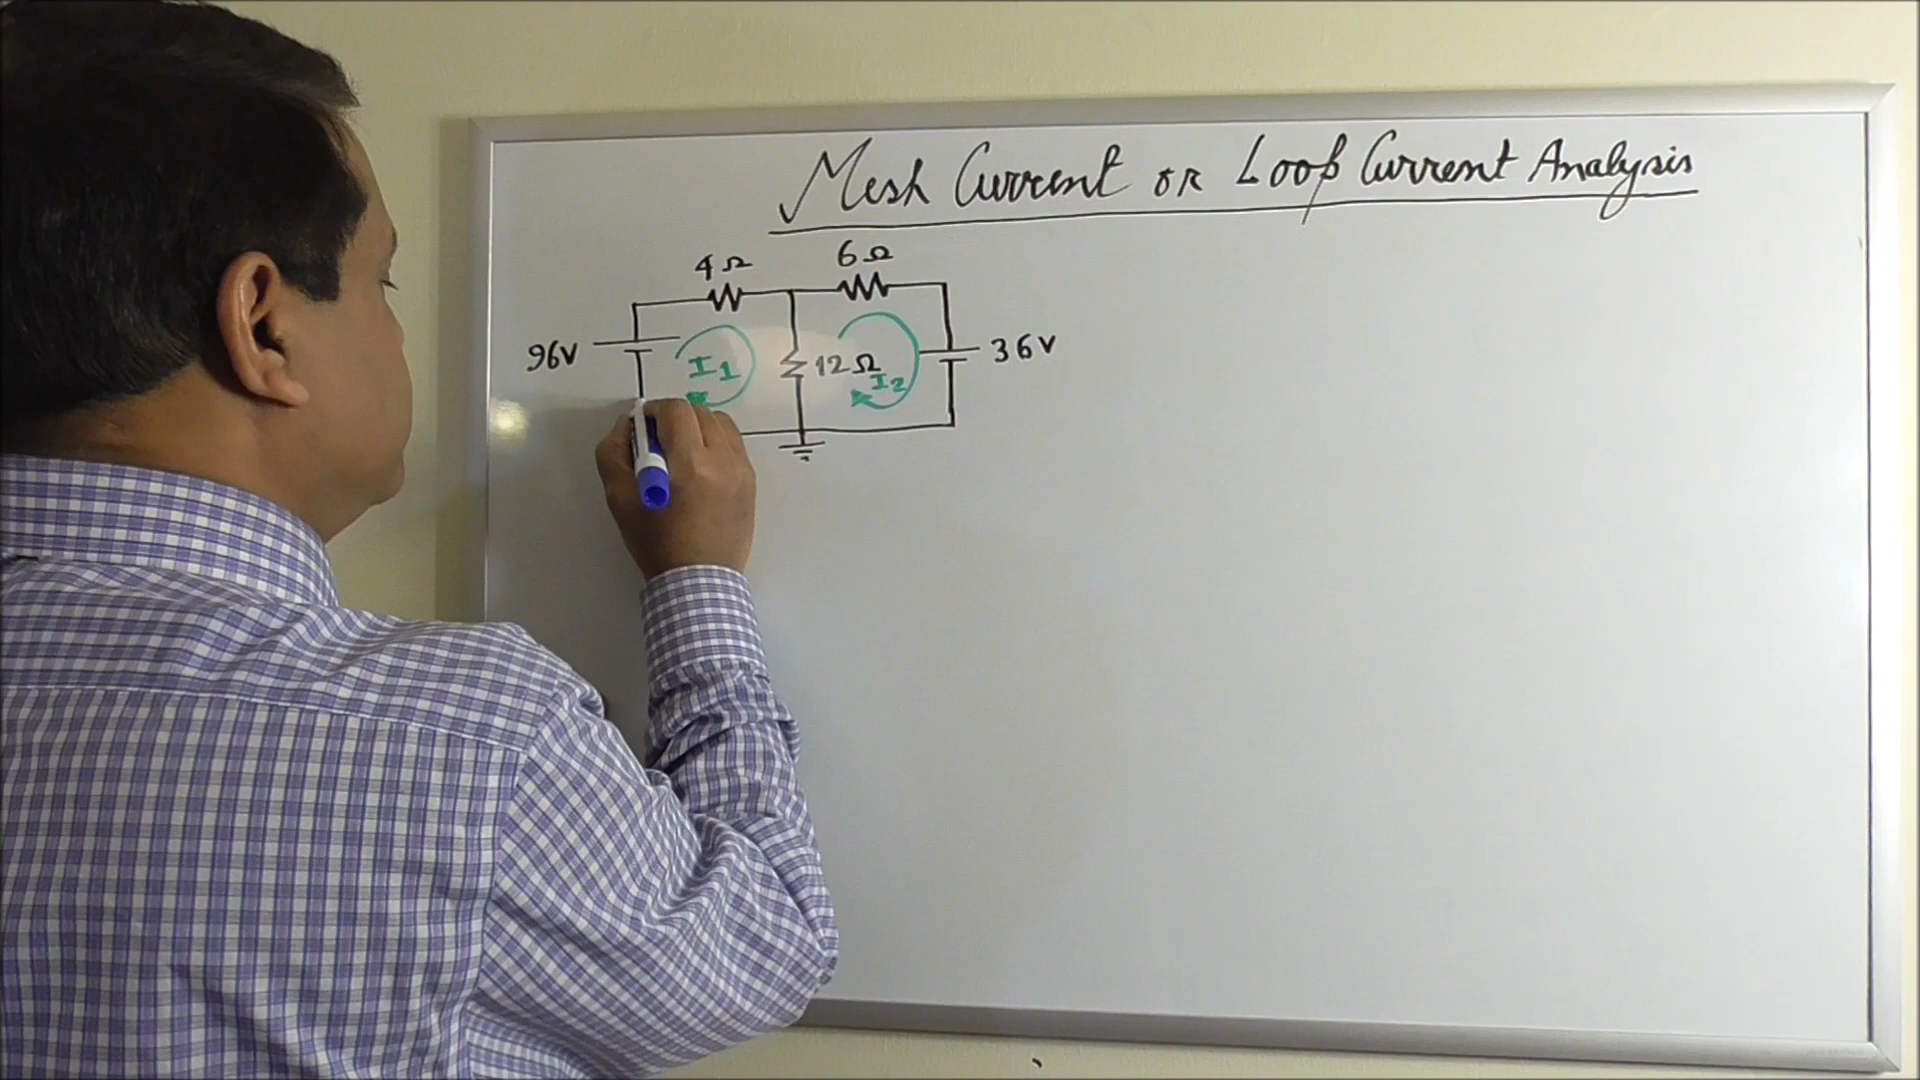 Mesh Current or Loop Current Analysis
4Ω 6Ω
96V I1 12Ω I2 36V